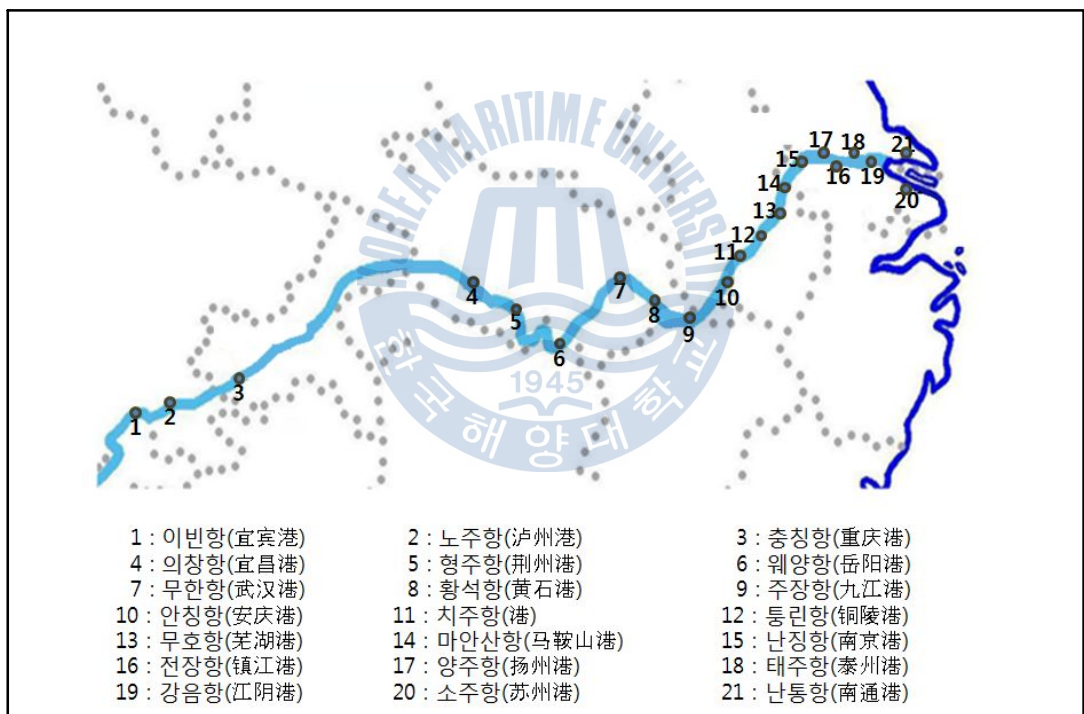 KOREA MARITIME UNIVERSITY
17 18 21
15 16 19
14 20
13
12
11
4 7 10
5 8
9
6
3
1 2
1945
한국해양대학교
1 : 이빈항(宜宾港) 2 : 노주항(泸州港) 3 : 충칭항(重庆港)
4 : 의창항(宜昌港) 5 : 형주항(荆州港) 6 : 웨양항(岳阳港)
7 : 무한항(武汉港) 8 : 황석항(黄石港) 9 : 주장항(九江港)
10 : 안칭항(安庆港) 11 : 치주항(港) 12 : 퉁린항(铜陵港)
13 : 무호항(芜湖港) 14 : 마안산항(马鞍山港) 15 : 난징항(南京港)
16 : 전장항(镇江港) 17 : 양주항(扬州港) 18 : 태주항(泰州港)
19 : 강음항(江阴港) 20 : 소주항(苏州港) 21 : 난통항(南通港)